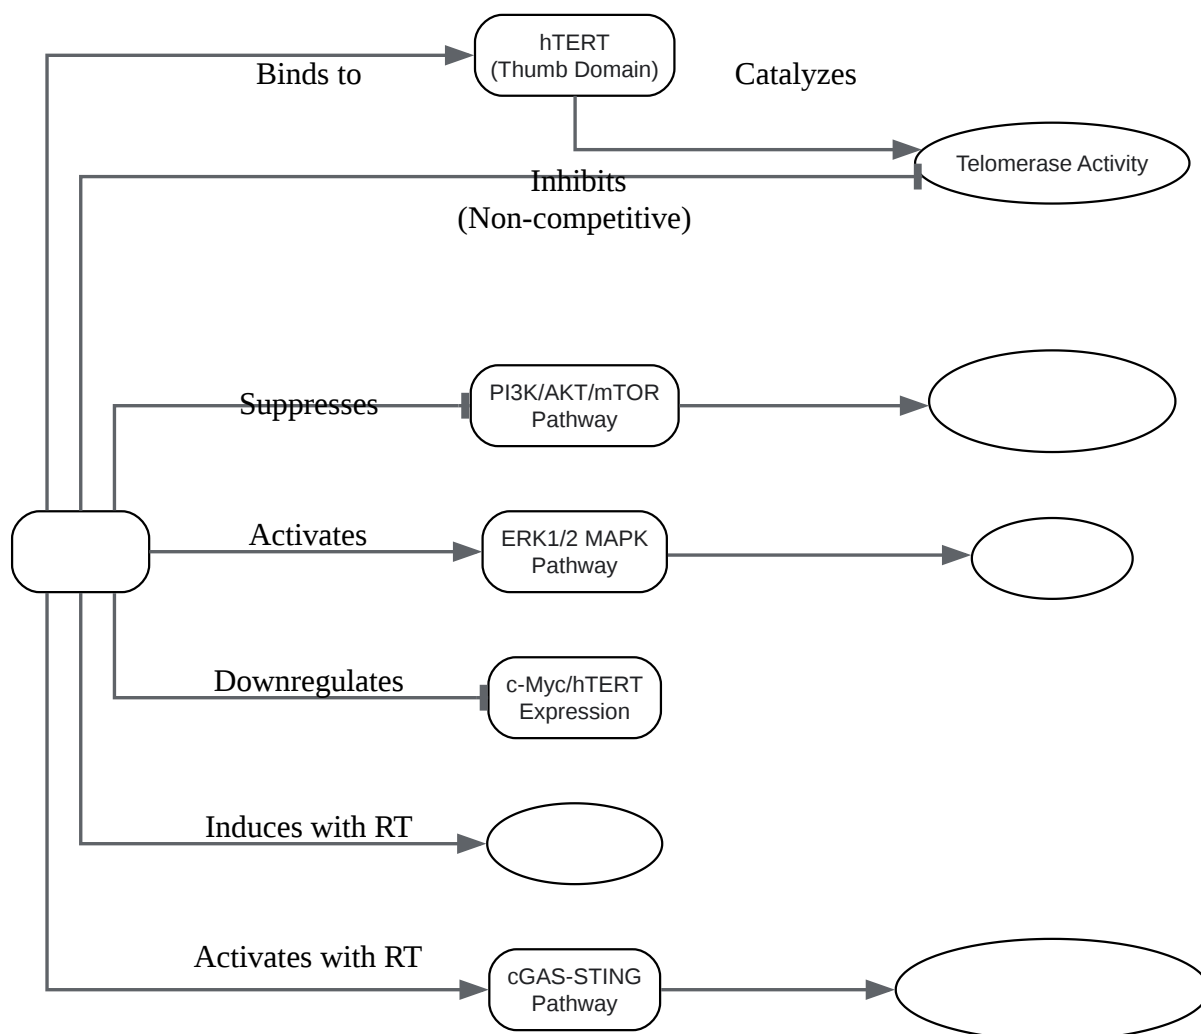 hTERT
(Thumb Domain)
Binds to
Catalyzes
Telomerase Activity
Inhibits
(Non-competitive)
PI3K/AKT/mTOR
Pathway
Suppresses
Activates
ERK1/2 MAPK
Pathway
Downregulates
c-Myc/hTERT
Expression
Induces with RT
Activates with RT
cGAS-STING
Pathway